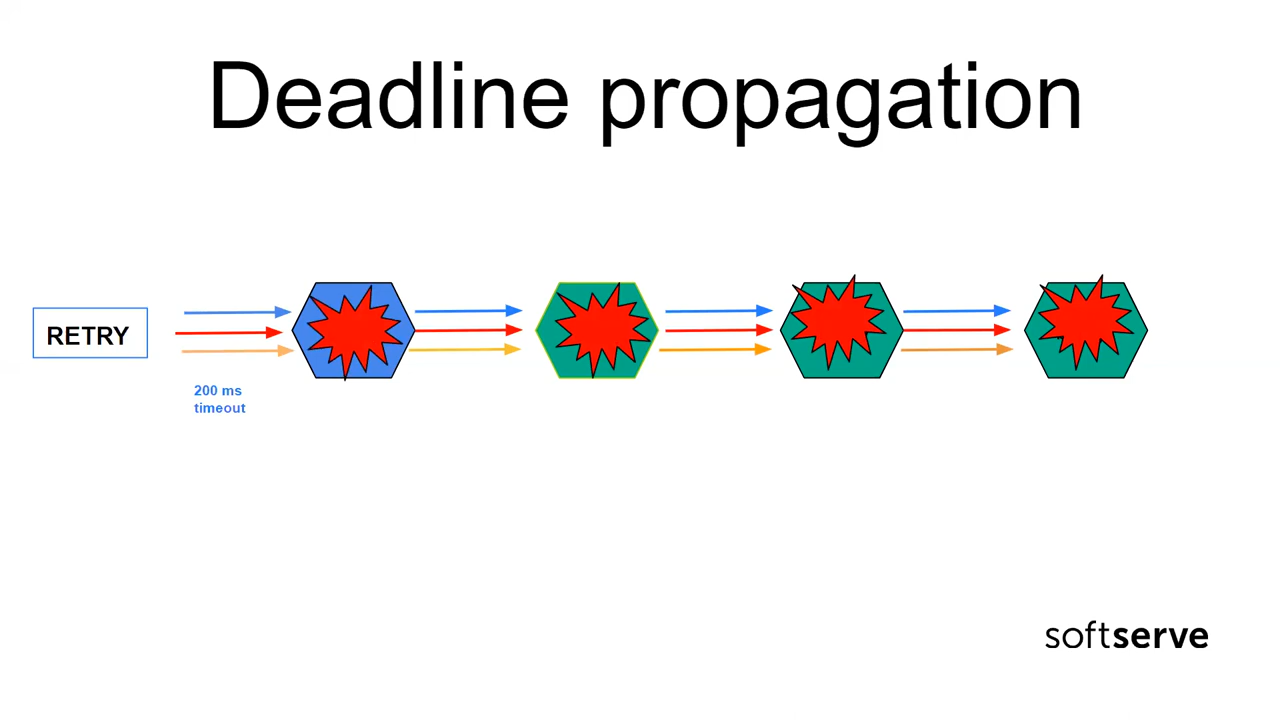 Deadline propagation
RETRY
200 ms
timeout
softserve